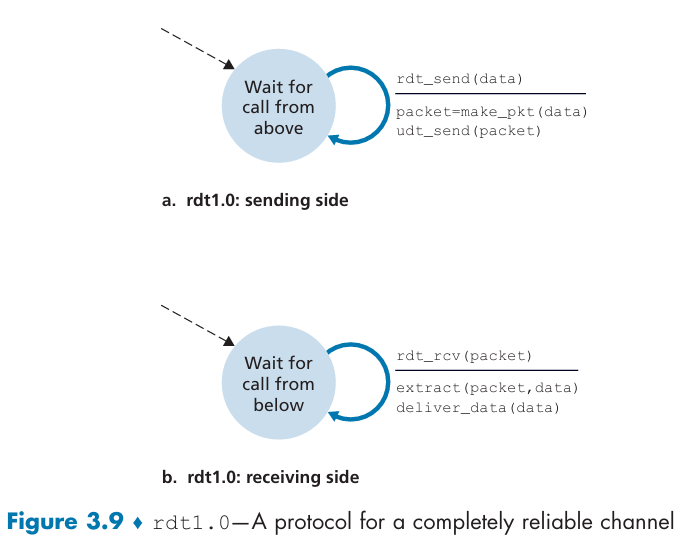 Wait for
call from
above
rdt_send(data)
packet=make_pkt(data)
udt_send(packet)
a. rdt1.0: sending side
Wait for
call from
below
rdt_rcv(packet)
extract(packet,data)
deliver_data(data)
b. rdt1.0: receiving side
Figure 3.9 ♦ rdt1.0—A protocol for a completely reliable channel